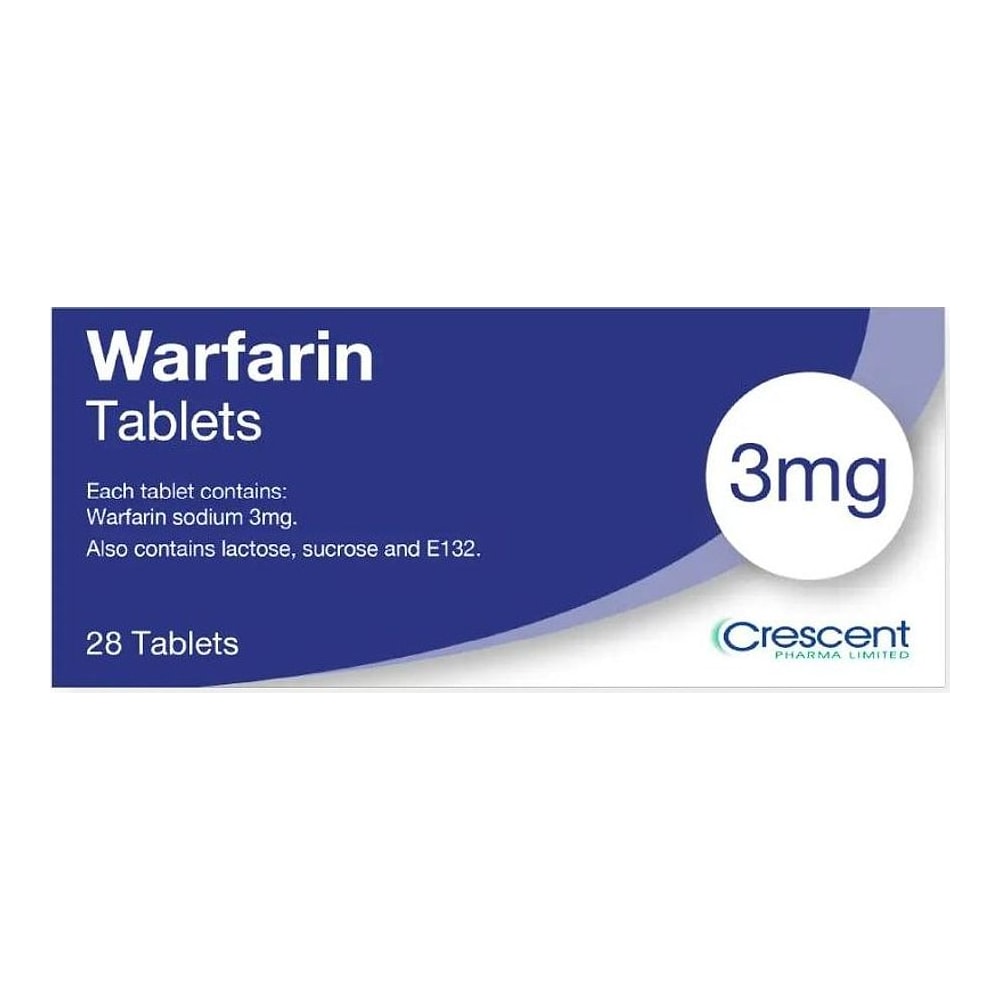 Warfarin
Tablets
Each tablet contains:
Warfarin sodium 3mg.
Also contains lactose, sucrose and E132.
28 Tablets
3mg
Crescent
PHARMA LIMITED